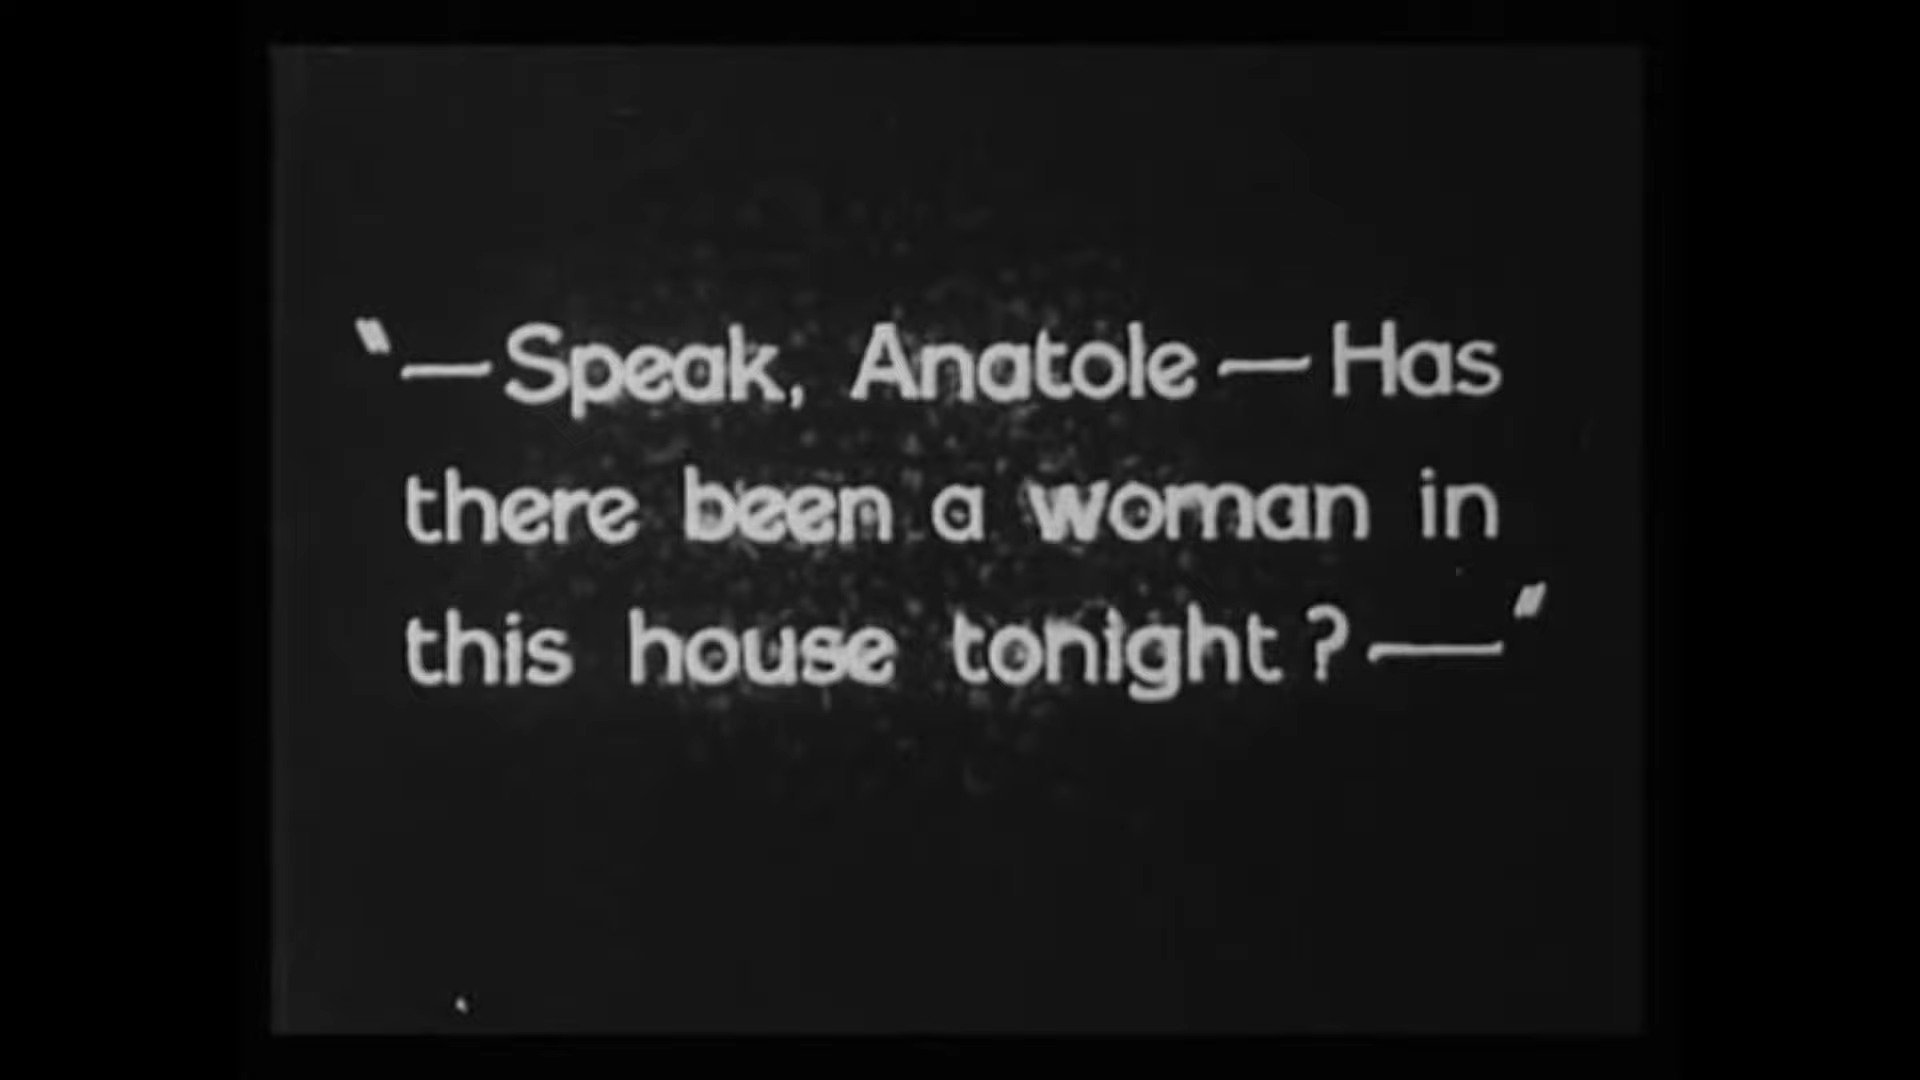 "—Speak, Anatole—Has
there been a woman in
this house tonight?—"